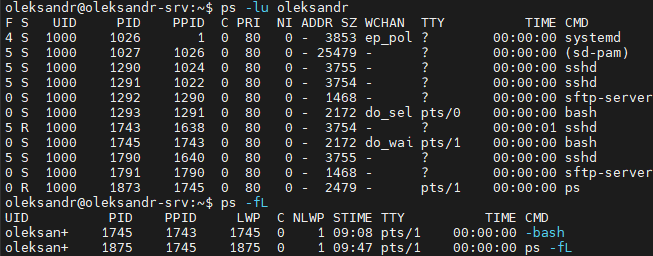 oleksandr@oleksandr-srv:~$ ps -lu oleksandr
F S   UID     PID    PPID  C PRI  NI ADDR SZ WCHAN  TTY          TIME CMD
4 S  1000    1026       1  0  80   0 -  3853 ep_pol ?        00:00:00 systemd
5 S  1000    1027    1026  0  80   0 - 25479 -      ?        00:00:00 (sd-pam)
5 S  1000    1290    1024  0  80   0 -  3755 -      ?        00:00:00 sshd
5 S  1000    1291    1022  0  80   0 -  3754 -      ?        00:00:00 sshd
0 S  1000    1292    1290  0  80   0 -  1468 -      ?        00:00:00 sftp-server
0 S  1000    1293    1291  0  80   0 -  2172 do_sel pts/0    00:00:00 bash
5 R  1000    1743    1638  0  80   0 -  3754 -      ?        00:00:01 sshd
0 S  1000    1745    1743  0  80   0 -  2172 do_wai pts/1    00:00:00 bash
5 S  1000    1790    1640  0  80   0 -  3755 -      ?        00:00:00 sshd
0 S  1000    1791    1790  0  80   0 -  1468 -      ?        00:00:00 sftp-server
0 R  1000    1873    1745  0  80   0 -  2479 -      pts/1    00:00:00 ps
oleksandr@oleksandr-srv:~$ ps -fL
UID          PID    PPID     LWP  C NLWP STIME TTY          TIME CMD
oleksan+    1745    1743    1745  0    1 09:08 pts/1    00:00:00 -bash
oleksan+    1875    1745    1875  0    1 09:47 pts/1    00:00:00 ps -fL